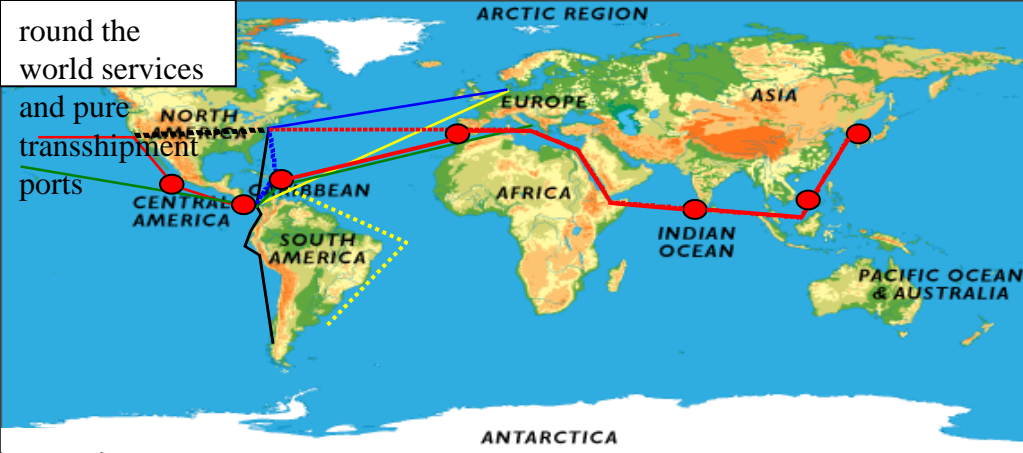 round the
world services
and pure
transshipment
ports
ARCTIC REGION
NORTH
AMERICA
EUROPE
ASIA
CARIBBEAN
CENTRAL
AMERICA
AFRICA
SOUTH
AMERICA
INDIAN
OCEAN
PACIFIC OCEAN
& AUSTRALIA
ANTARCTICA